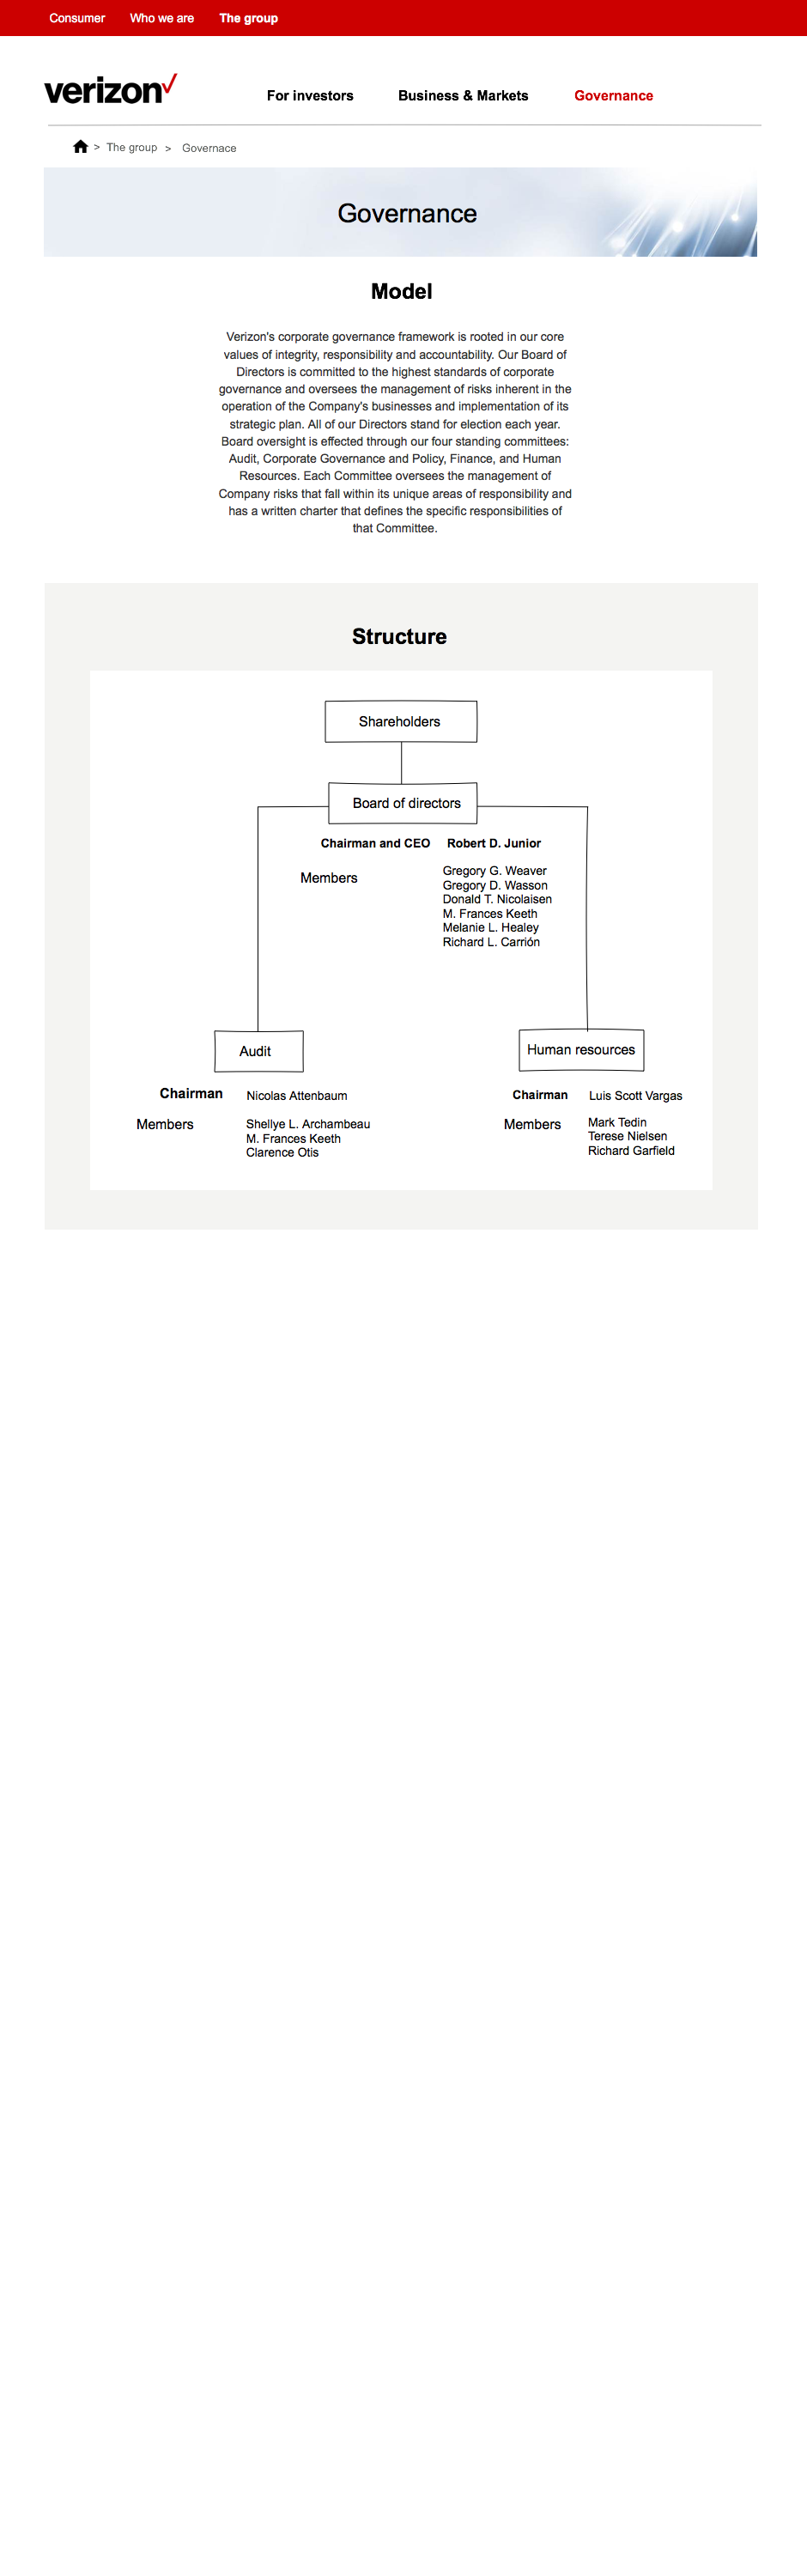 Consumer Who we are The group
verizon
For investors Business & Markets Governance
> The group > Governace
Governance
Model
Verizon's corporate governance framework is rooted in our core
values of integrity, responsibility and accountability. Our Board of
Directors is committed to the highest standards of corporate
governance and oversees the management of risks inherent in the
operation of the Company's businesses and implementation of its
strategic plan. All of our Directors stand for election each year.
Board oversight is effected through our four standing committees:
Audit, Corporate Governance and Policy, Finance, and Human
Resources. Each Committee oversees the management of
Company risks that fall within its unique areas of responsibility and
has a written charter that defines the specific responsibilities of
that Committee.
Structure
Shareholders
Board of directors
Chairman and CEO Robert D. Junior
Members
Gregory G. Weaver
Gregory D. Wasson
Donald T. Nicolaisen
M. Frances Keeth
Melanie L. Healey
Richard L. Carrión
Audit
Chairman Nicolas Attenbaum
Members
Shellye L. Archambeau
M. Frances Keeth
Clarence Otis
Human resources
Chairman Luis Scott Vargas
Members
Mark Tedin
Terese Nielsen
Richard Garfield